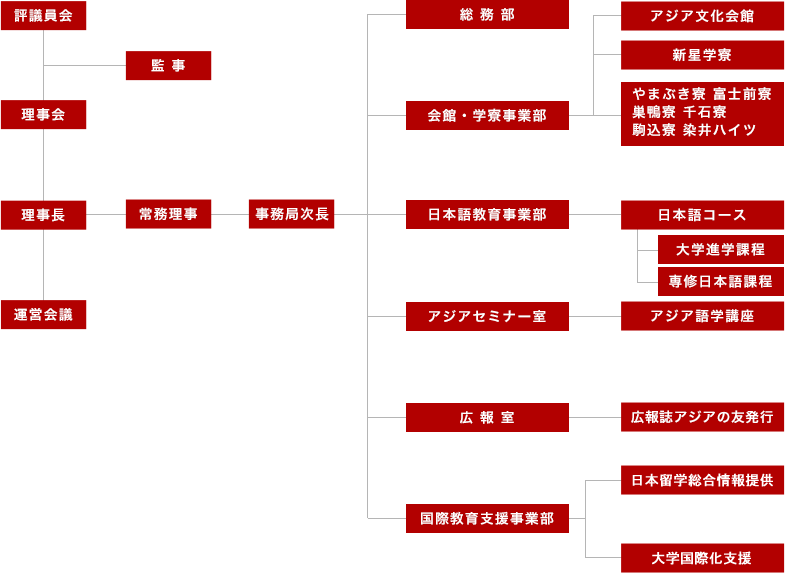 評議員会
監 事
理事会
理事長
常務理事
事務局次長
運営会議
総 務 部
会館・学寮事業部
アジア文化会館
新星学寮
やまぶき寮 富士前寮
巣鴨寮 千石寮
駒込寮 染井ハイツ
日本語教育事業部
日本語コース
大学進学課程
専修日本語課程
アジアセミナー室
アジア語学講座
広 報 室
広報誌アジアの友発行
国際教育支援事業部
日本留学総合情報提供
大学国際化支援